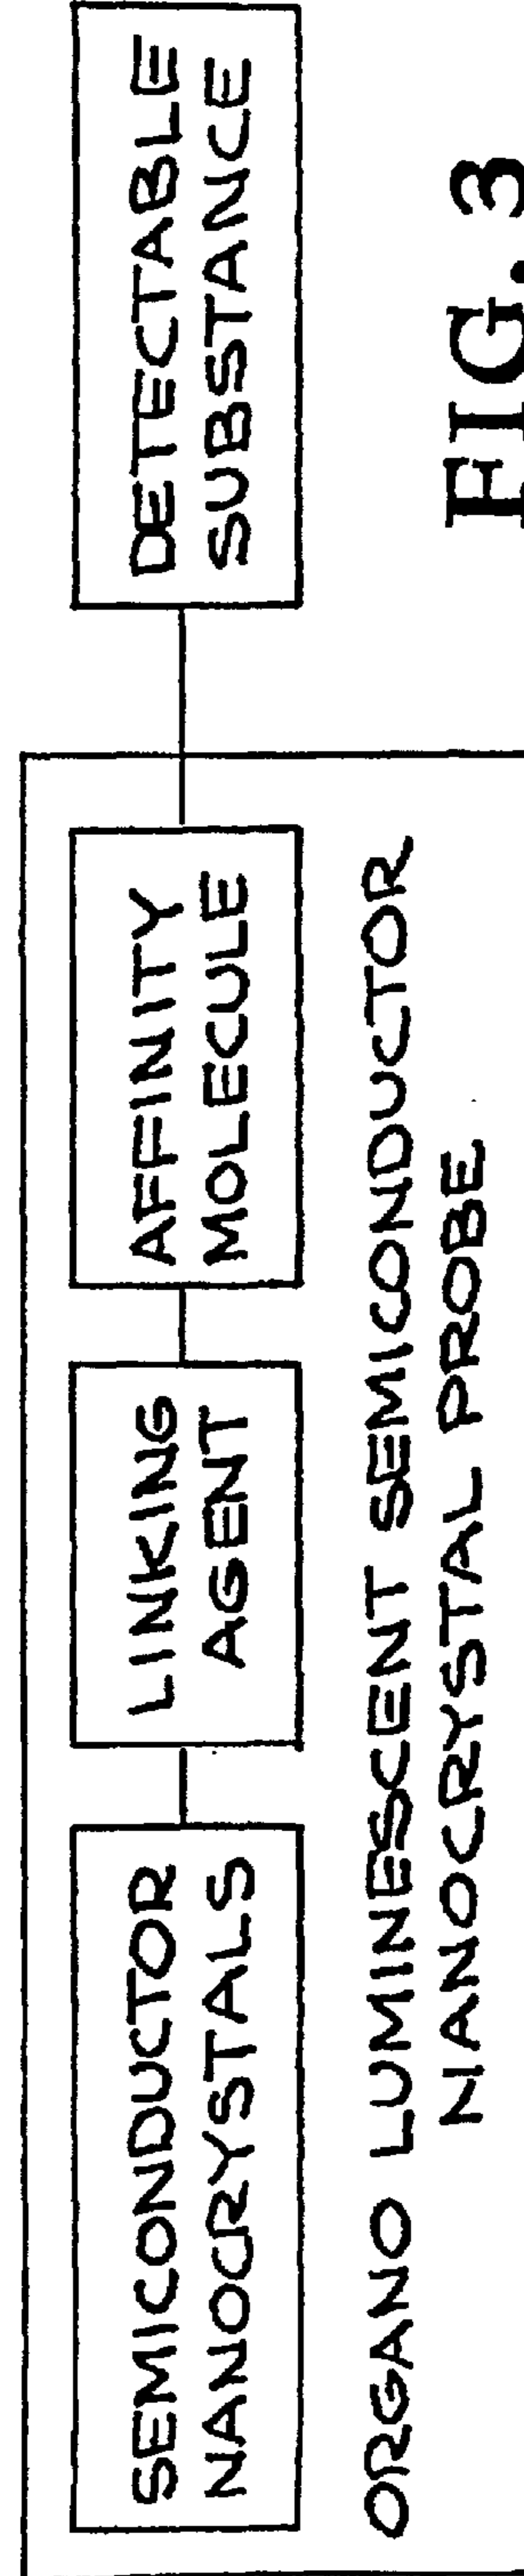 SEMICONDUCTOR
NANOCRYSTALS
LINKING
AGENT
AFFINITY
MOLECULE
DETECTABLE
SUBSTANCE
ORGANO LUMINESCENT SEMICONDUCTOR
NANOCRYSTAL PROBE
FIG. 3